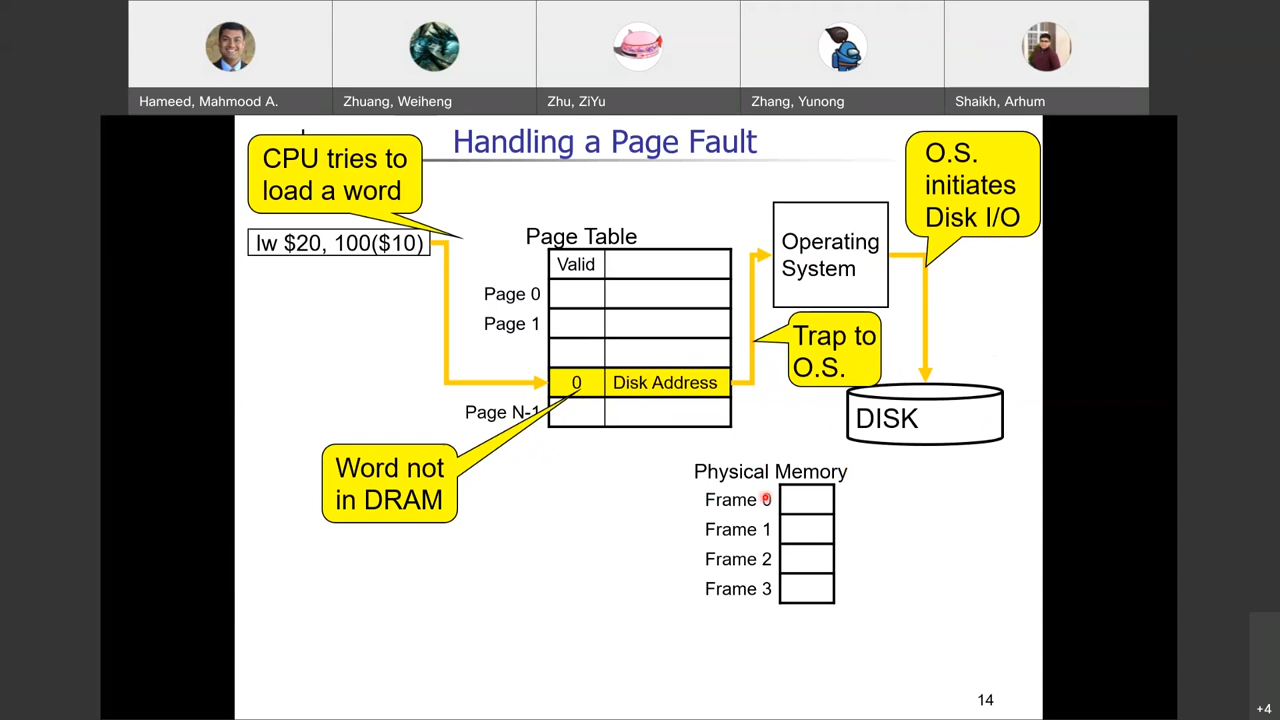 Hameed, Mahmood A.
Zhuang, Weiheng
Zhu, ZiYu
Zhang, Yunong
Shaikh, Arhum
Handling a Page Fault
CPU tries to
load a word
O.S.
initiates
Disk I/O
lw $20, 100($10)
Page Table
Valid
Operating
System
Page 0
Page 1
Trap to
O.S.
0 Disk Address
Page N-1
DISK
Word not
in DRAM
Physical Memory
Frame 0
Frame 1
Frame 2
Frame 3
14
+4